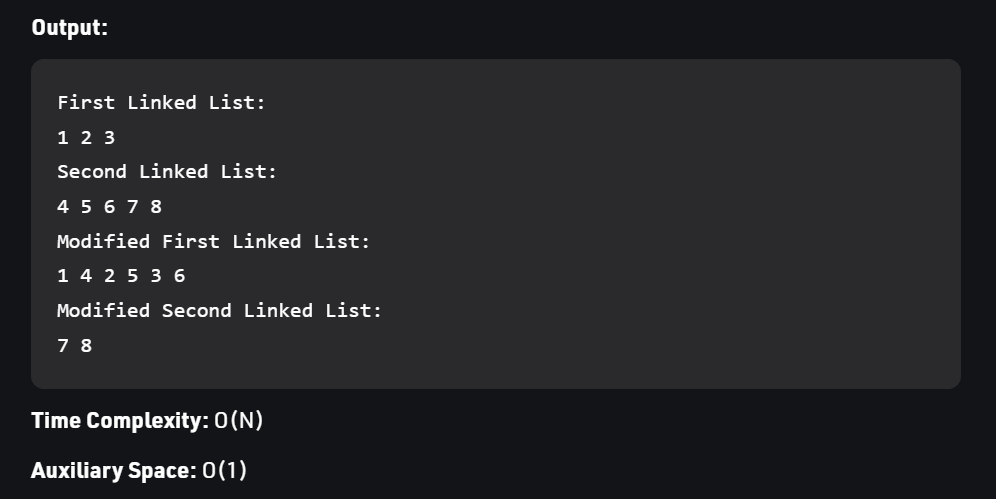 Output:
First Linked List:
1 2 3
Second Linked List:
4 5 6 7 8
Modified First Linked List:
1 4 2 5 3 6
Modified Second Linked List:
7 8
Time Complexity: O(N)
Auxiliary Space: O(1)